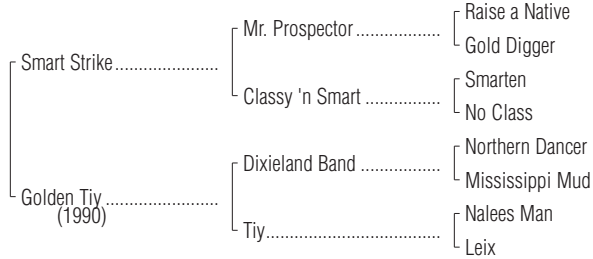 Raise a Native
Mr. Prospector..................
Gold Digger
Smart Strike......................
Smarten
Classy 'n Smart ................
No Class
Northern Dancer
Dixieland Band .................
Mississippi Mud
Golden Tiy ........................
(1990)
Nalees Man
Tiy.....................................
Leix